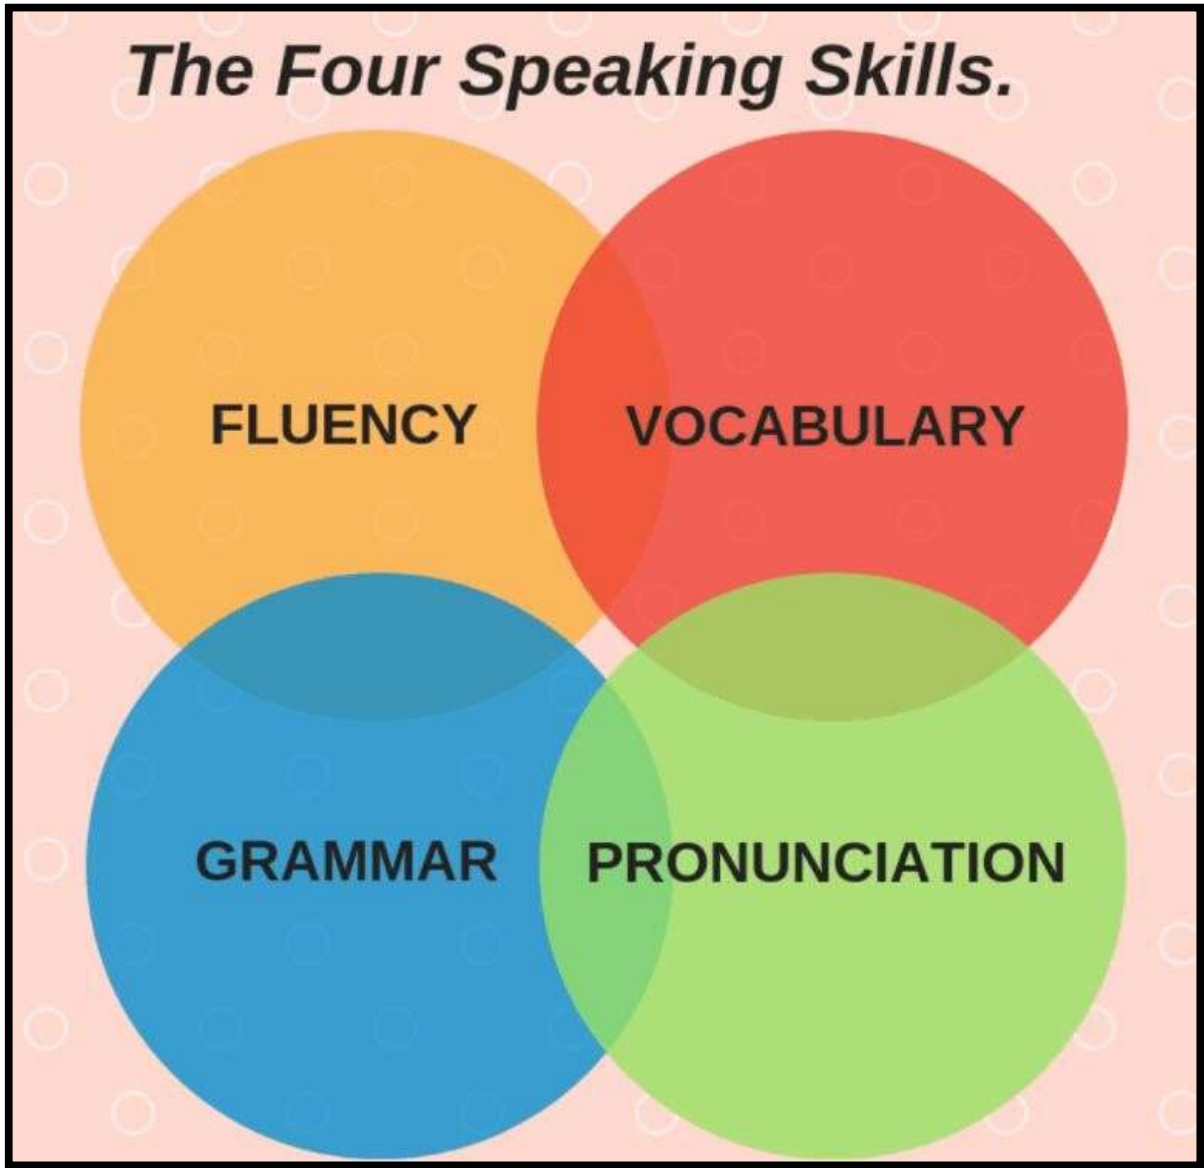 The Four Speaking Skills.
FLUENCY
VOCABULARY
GRAMMAR
PRONUNCIATION